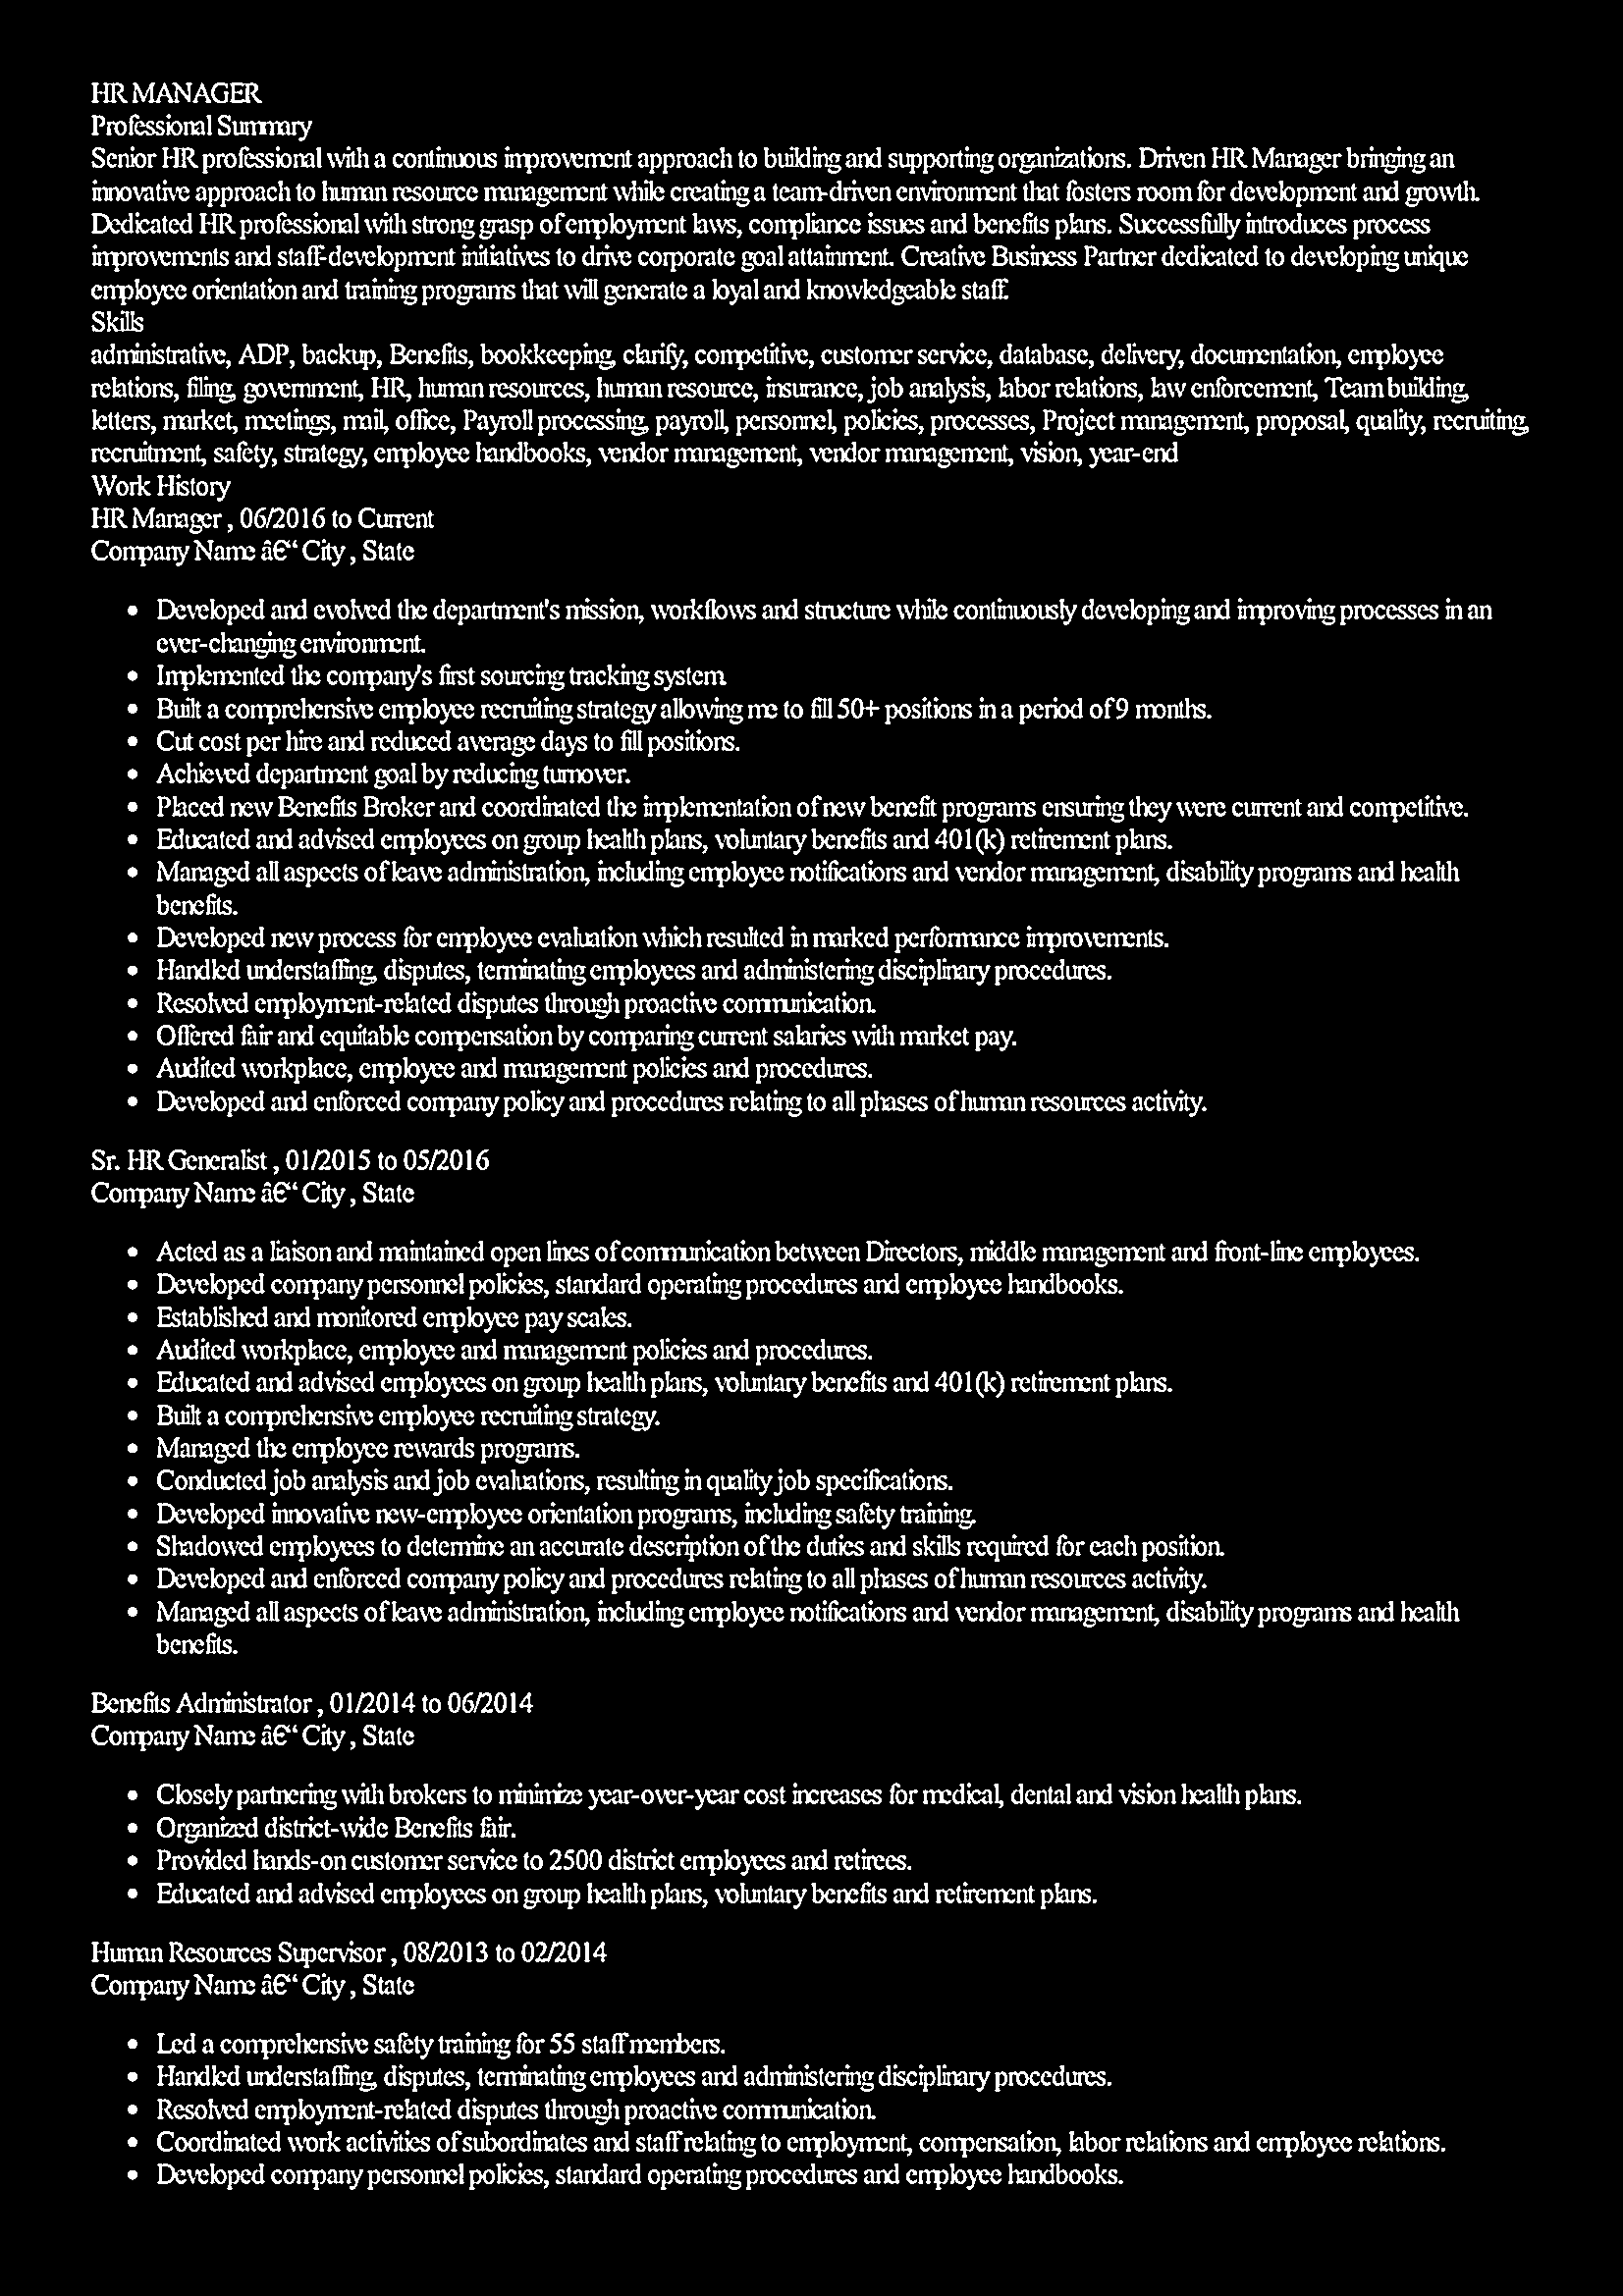 HR MANAGER
Professional Summary
Senior HR professional with a continuous improvement approach to building and supporting organizations. Driven HR Manager bringing an
innovative approach to human resource management while creating a team-driven environment that fosters room for development and growth.
Dedicated HR professional with strong grasp of employment laws, compliance issues and benefits plans. Successfully introduces process
improvements and staff-development initiatives to drive corporate goal attainment. Creative Business Partner dedicated to developing unique
employee orientation and training programs that will generate a loyal and knowledgeable staff.
Skills
administrative, ADP, backup, Benefits, bookkeeping, clarify, competitive, customer service, database, delivery, documentation, employee
relations, filing, government, HR, human resources, human resource, insurance, job analysis, labor relations, law enforcement, Team building,
letters, market, meetings, mail, office, Payroll processing, payroll, personnel, policies, processes, Project management, proposal, quality, recruiting,
recruitment, safety, strategy, employee handbooks, vendor management, vendor management, vision, year-end
Work History
HR Manager , 06/2016 to Current
Company Name â€“ City , State
• Developed and evolved the department's mission, workflows and structure while continuously developing and improving processes in an
ever-changing environment.
• Implemented the company's first sourcing tracking system.
• Built a comprehensive employee recruiting strategy allowing me to fill 50+ positions in a period of 9 months.
• Cut cost per hire and reduced average days to fill positions.
• Achieved department goal by reducing turnover.
• Placed new Benefits Broker and coordinated the implementation of new benefit programs ensuring they were current and competitive.
• Educated and advised employees on group health plans, voluntary benefits and 401(k) retirement plans.
• Managed all aspects of leave administration, including employee notifications and vendor management, disability programs and health
benefits.
• Developed new process for employee evaluation which resulted in marked performance improvements.
• Handled understaffing, disputes, terminating employees and administering disciplinary procedures.
• Resolved employment-related disputes through proactive communication.
• Offered fair and equitable compensation by comparing current salaries with market pay.
• Audited workplace, employee and management policies and procedures.
• Developed and enforced company policy and procedures relating to all phases of human resources activity.
Sr. HR Generalist , 01/2015 to 05/2016
Company Name â€“ City , State
• Acted as a liaison and maintained open lines of communication between Directors, middle management and front-line employees.
• Developed company personnel policies, standard operating procedures and employee handbooks.
• Established and monitored employee pay scales.
• Audited workplace, employee and management policies and procedures.
• Educated and advised employees on group health plans, voluntary benefits and 401(k) retirement plans.
• Built a comprehensive employee recruiting strategy.
• Managed the employee rewards programs.
• Conducted job analysis and job evaluations, resulting in quality job specifications.
• Developed innovative new-employee orientation programs, including safety training.
• Shadowed employees to determine an accurate description of the duties and skills required for each position.
• Developed and enforced company policy and procedures relating to all phases of human resources activity.
• Managed all aspects of leave administration, including employee notifications and vendor management, disability programs and health
benefits.
Benefits Administrator , 01/2014 to 06/2014
Company Name â€“ City , State
• Closely partnering with brokers to minimize year-over-year cost increases for medical, dental and vision health plans.
• Organized district-wide Benefits fair.
• Provided hands-on customer service to 2500 district employees and retirees.
• Educated and advised employees on group health plans, voluntary benefits and retirement plans.
Human Resources Supervisor , 08/2013 to 02/2014
Company Name â€“ City , State
• Led a comprehensive safety training for 55 staff members.
• Handled understaffing, disputes, terminating employees and administering disciplinary procedures.
• Resolved employment-related disputes through proactive communication.
• Coordinated work activities of subordinates and staff relating to employment, compensation, labor relations and employee relations.
• Developed company personnel policies, standard operating procedures and employee handbooks.